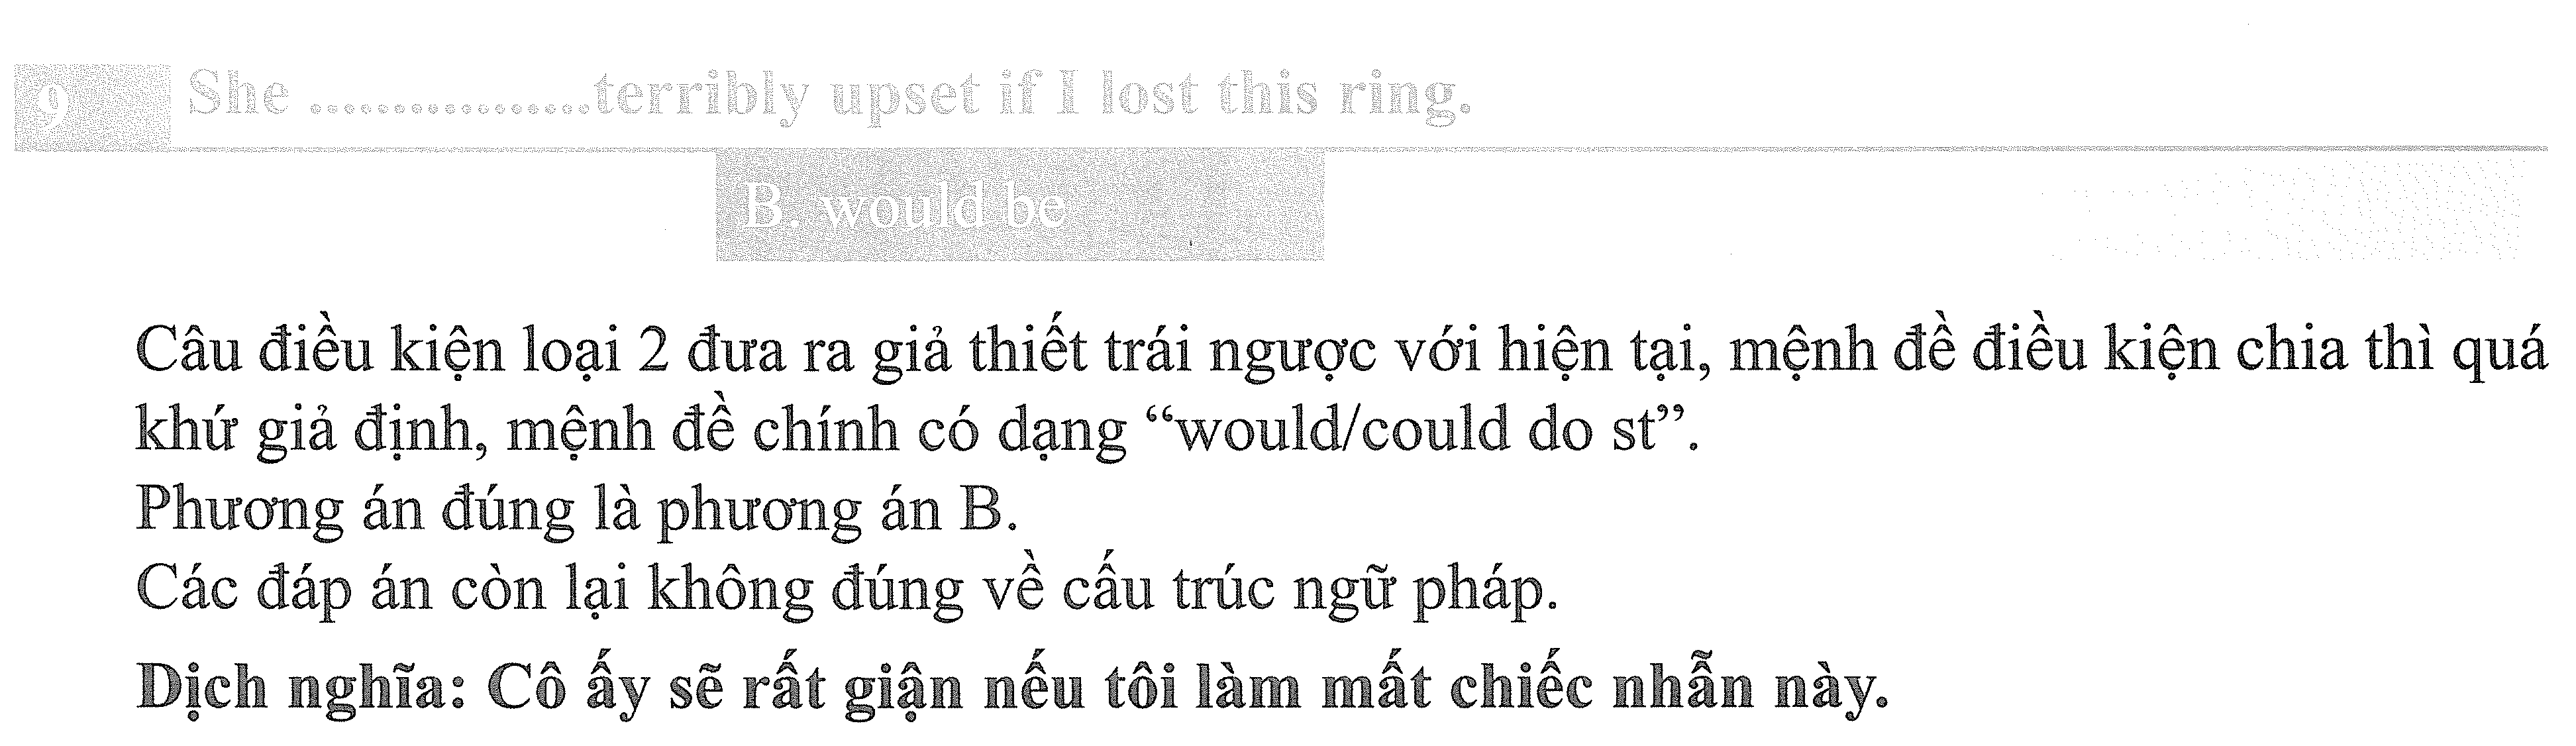 9 She .................terribly upset if I lost this ring.
B. would be
Câu điều kiện loại 2 đưa ra giả thiết trái ngược với hiện tại, mệnh đề điều kiện chia thì quá
khứ giả định, mệnh đề chính có dạng “would/could do st”.
Phương án đúng là phương án B.
Các đáp án còn lại không đúng về cấu trúc ngữ pháp.
Dịch nghĩa: Cô ấy sẽ rất giận nếu tôi làm mất chiếc nhẫn này.